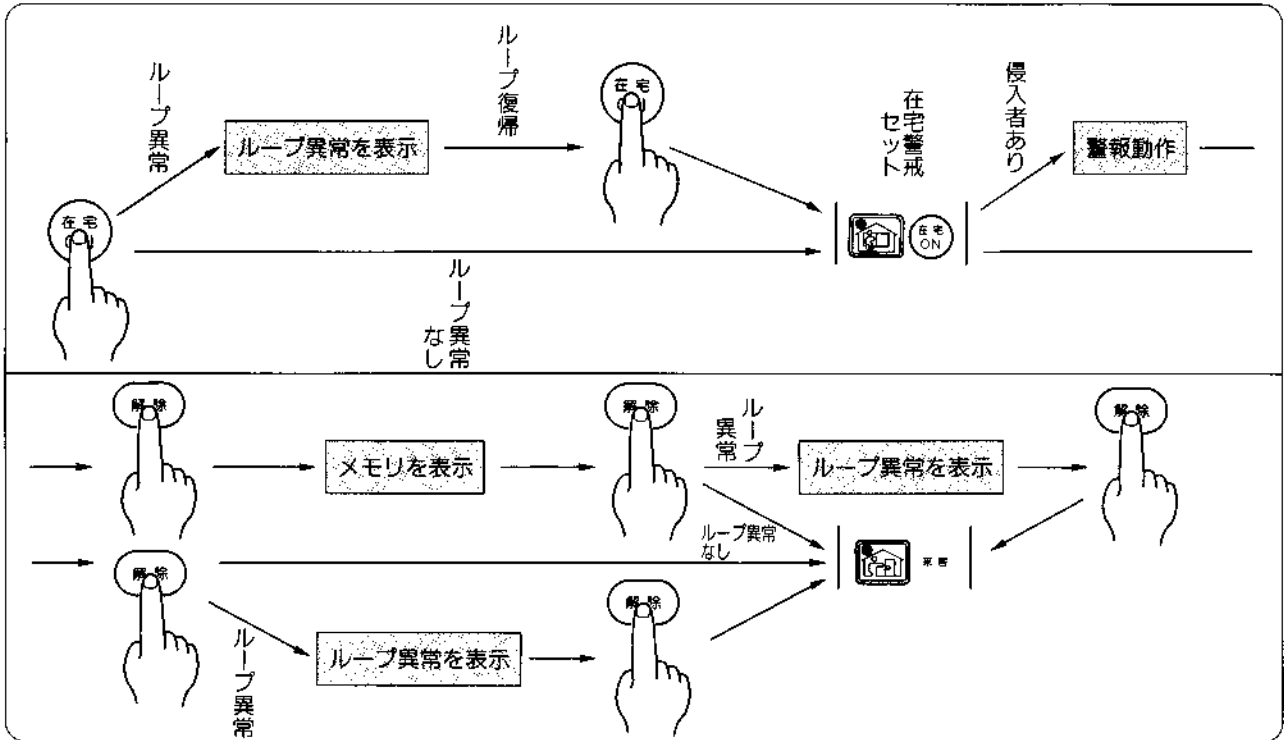 ループ異常
ループ異常を表示
ループ復帰
在宅
在宅警戒
セット
侵入者あり
警報動作
在宅
在宅
ON
ループ異常
なし
解除
メモリを表示
解除
ループ
異常
ループ異常を表示
解除
解除
ループ異常
なし
来客
ループ異常
ループ異常を表示
解除